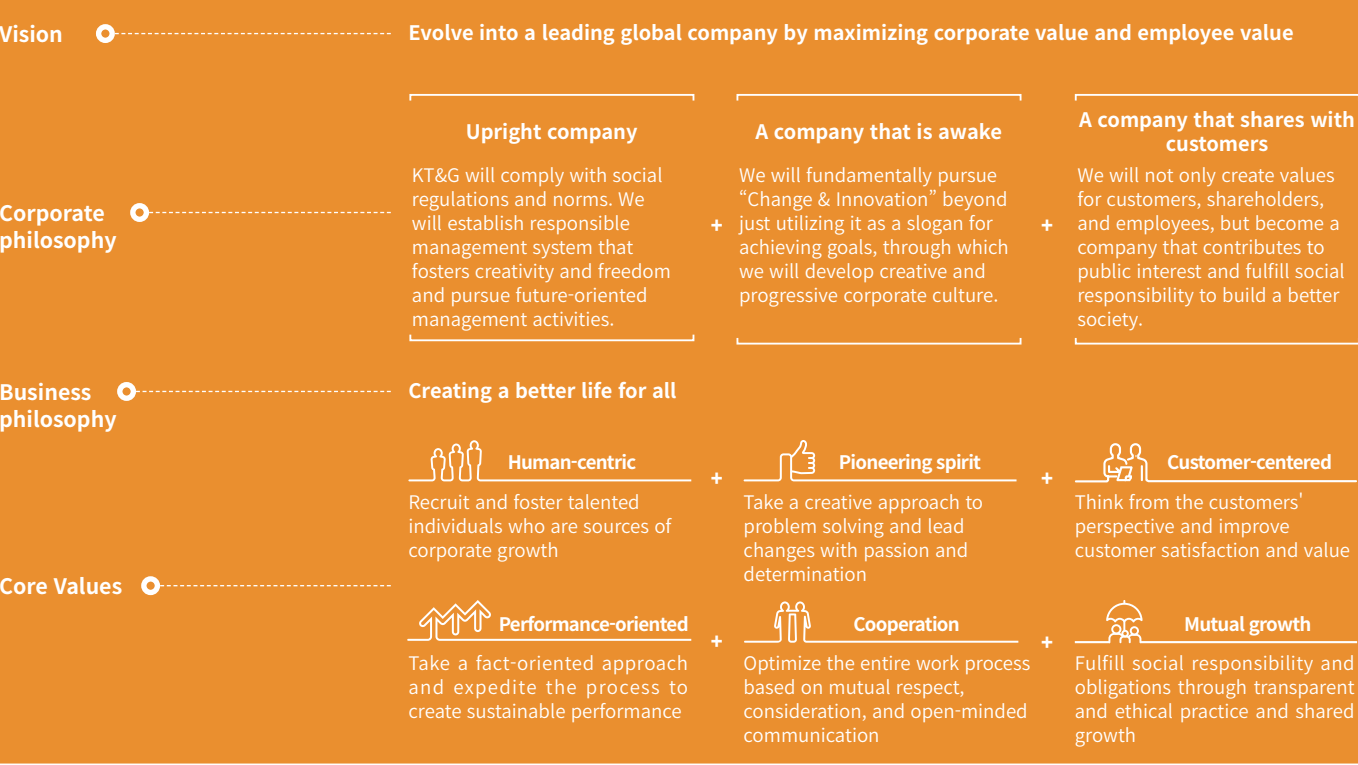 Vision
Evolve into a leading global company by maximizing corporate value and employee value
Corporate
philosophy
Upright company
KT&G will comply with social
regulations and norms. We
will establish responsible
management system that
fosters creativity and freedom
and pursue future-oriented
management activities.
+
A company that is awake
We will fundamentally pursue
“Change & Innovation” beyond
just utilizing it as a slogan for
achieving goals, through which
we will develop creative and
progressive corporate culture.
+
A company that shares with
customers
We will not only create values
for customers, shareholders,
and employees, but become a
company that contributes to
public interest and fulfill social
responsibility to build a better
society.
Business
philosophy
Creating a better life for all
Core Values
Human-centric
Recruit and foster talented
individuals who are sources of
corporate growth
+
Pioneering spirit
Take a creative approach to
problem solving and lead
changes with passion and
determination
+
Customer-centered
Think from the customers'
perspective and improve
customer satisfaction and value
Performance-oriented
Take a fact-oriented approach
and expedite the process to
create sustainable performance
+
Cooperation
Optimize the entire work process
based on mutual respect,
consideration, and open-minded
communication
+
Mutual growth
Fulfill social responsibility and
obligations through transparent
and ethical practice and shared
growth